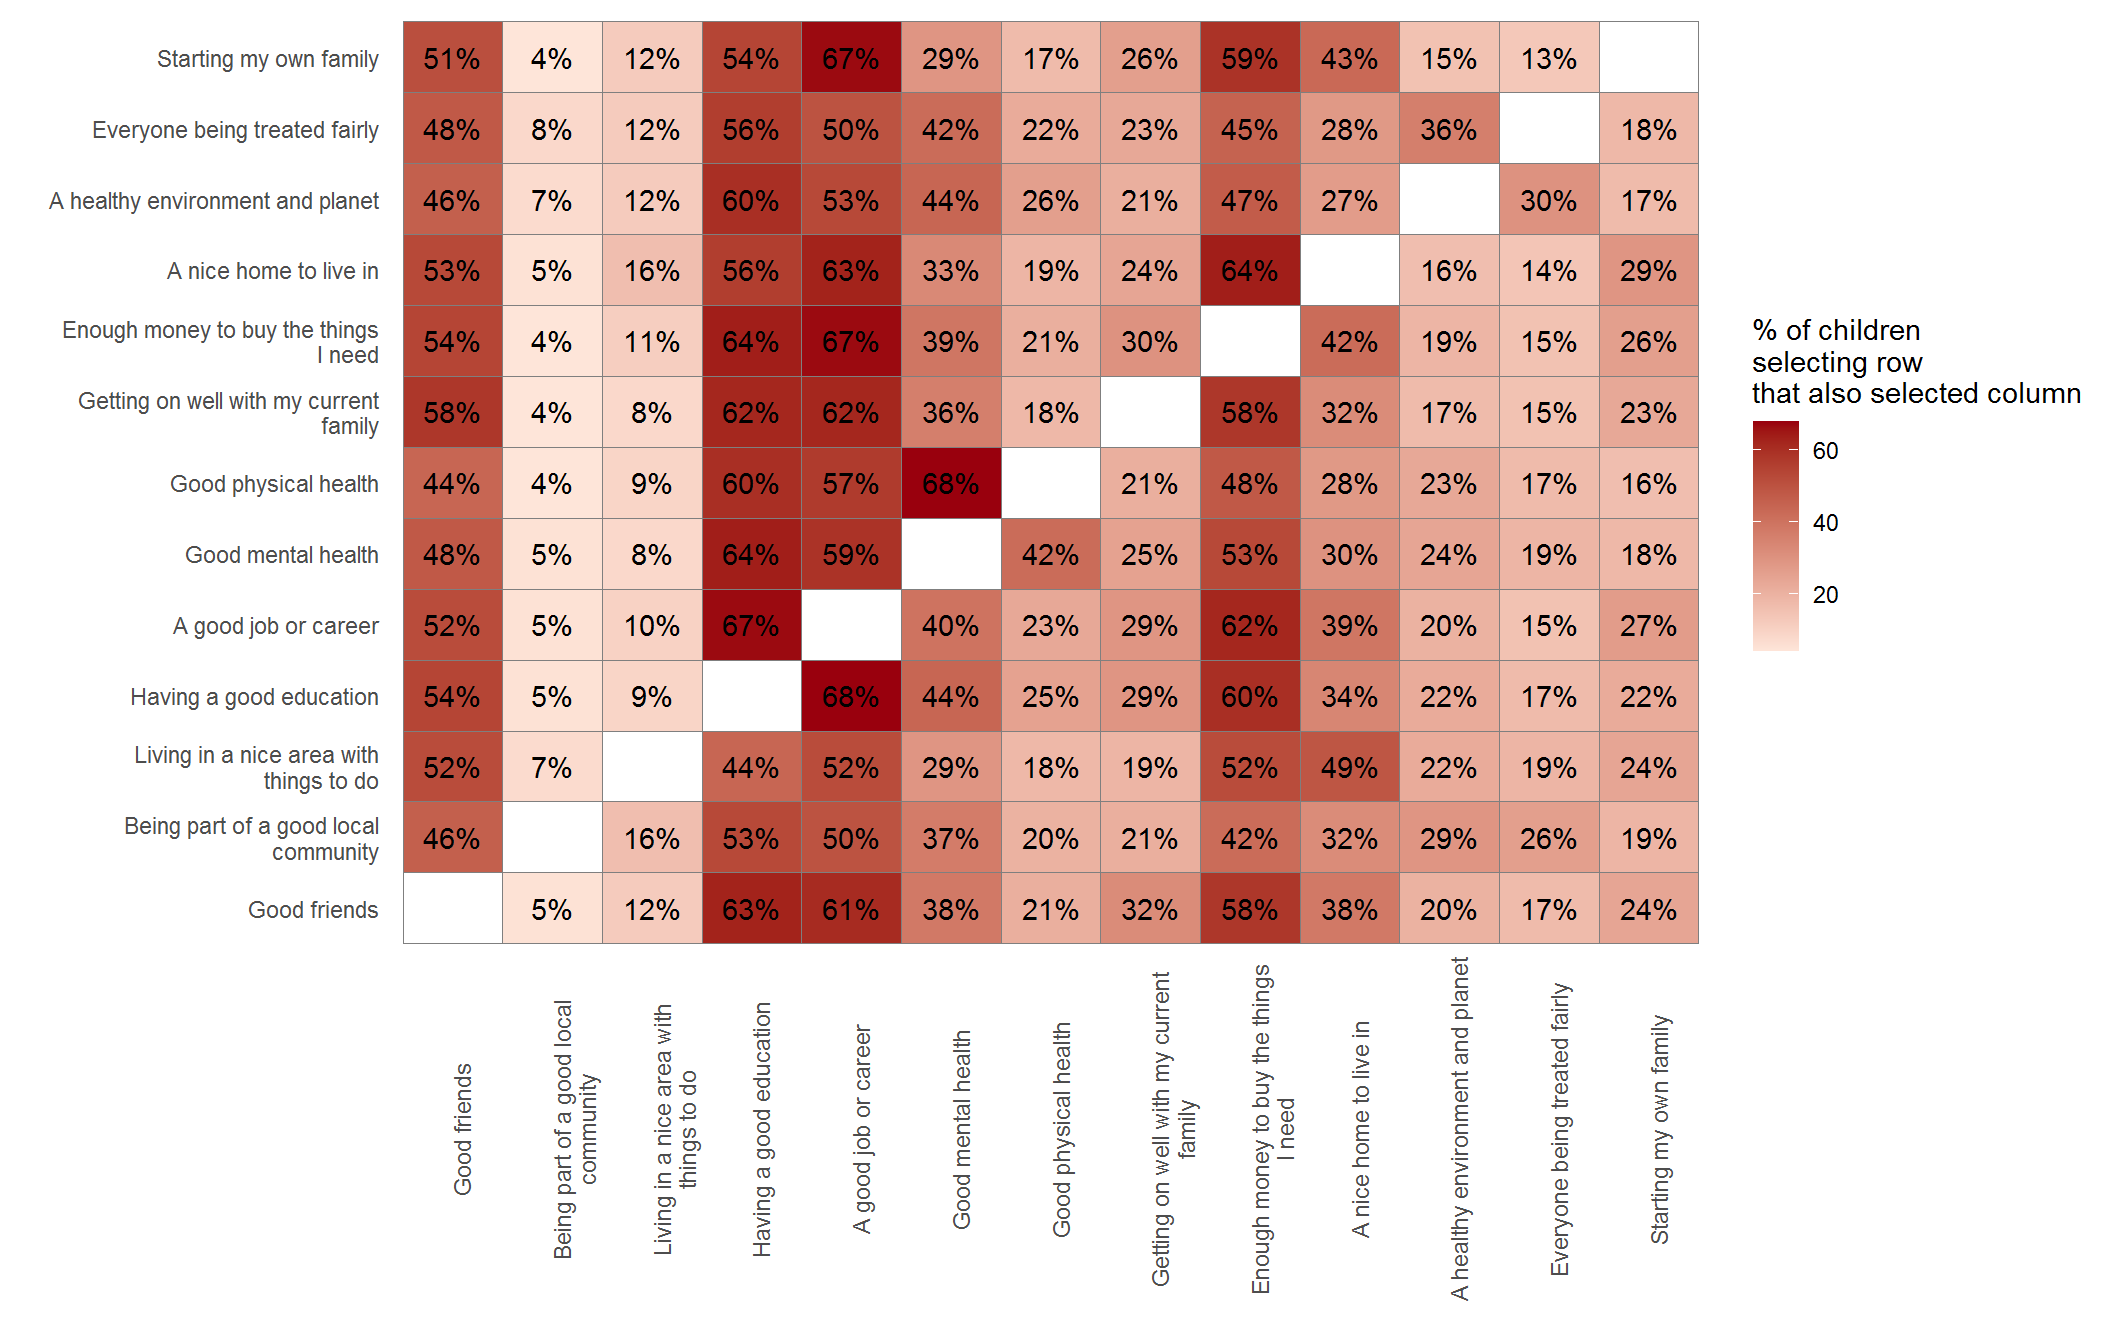 Starting my own family 51% 4% 12% 54% 67% 29% 17% 26% 59% 43% 15% 13%
Everyone being treated fairly 48% 8% 12% 56% 50% 42% 22% 23% 45% 28% 36% 18%
A healthy environment and planet 46% 7% 12% 60% 53% 44% 26% 21% 47% 27% 30% 17%
A nice home to live in 53% 5% 16% 56% 63% 33% 19% 24% 64% 16% 14% 29%
Enough money to buy the things
I need
54% 4% 11% 64% 67% 39% 21% 30% 42% 19% 15% 26%
Getting on well with my current
family
58% 4% 8% 62% 62% 36% 18% 58% 32% 17% 15% 23%
Good physical health 44% 4% 9% 60% 57% 68% 21% 48% 28% 23% 17% 16%
Good mental health 48% 5% 8% 64% 59% 42% 25% 53% 30% 24% 19% 18%
A good job or career 52% 5% 10% 67% 40% 23% 29% 62% 39% 20% 15% 27%
Having a good education 54% 5% 9% 68% 44% 25% 29% 60% 34% 22% 17% 22%
Living in a nice area with
things to do
52% 7% 44% 52% 29% 18% 19% 52% 49% 22% 19% 24%
Being part of a good local
community
46% 16% 53% 50% 37% 20% 21% 42% 32% 29% 26% 19%
Good friends 5% 12% 63% 61% 38% 21% 32% 58% 38% 20% 17% 24%
Good friends
Being part of a good local
community
Living in a nice area with
things to do
Having a good education
A good job or career
Good mental health
Good physical health
Getting on well with my current
family
Enough money to buy the things
I need
A nice home to live in
A healthy environment and planet
Everyone being treated fairly
Starting my own family
% of children
selecting row
that also selected column
60
40
20